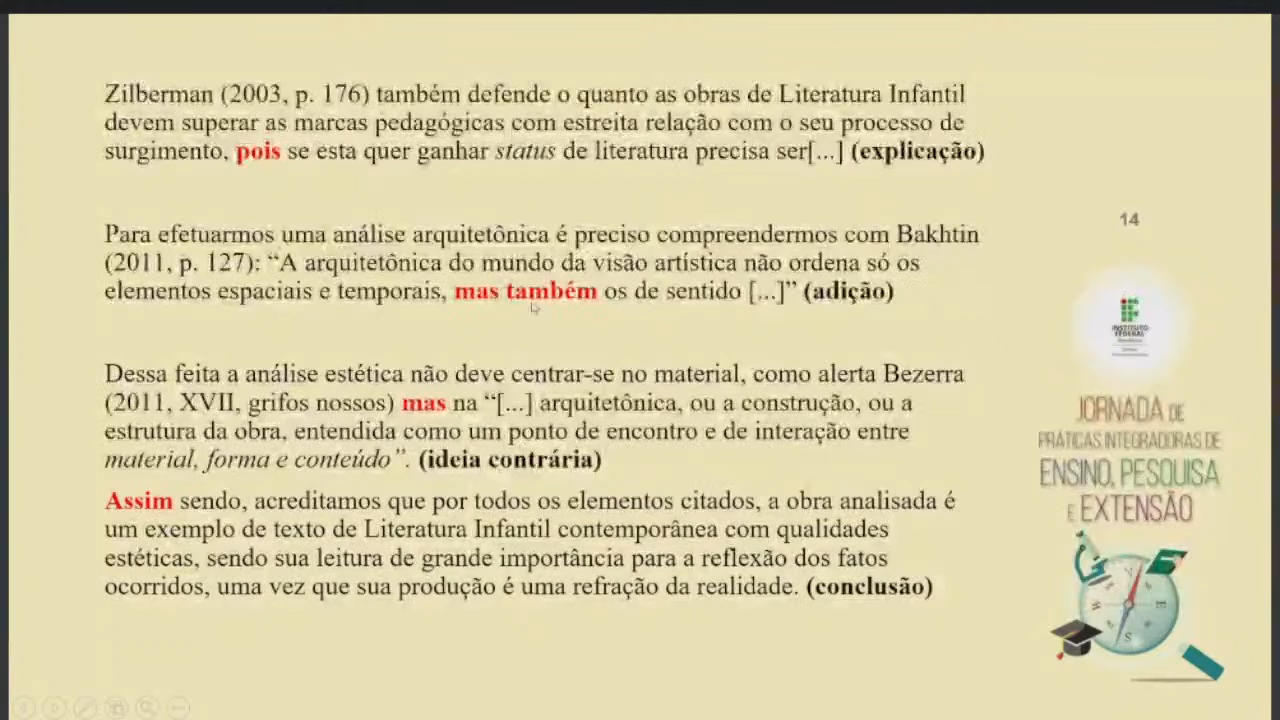 Zilberman (2003, p. 176) também defende o quanto as obras de Literatura Infantil
devem superar as marcas pedagógicas com estreita relação com o seu processo de
surgimento, pois se esta quer ganhar status de literatura precisa ser[...] (explicação)
Para efetuarmos uma análise arquitetônica é preciso compreendermos com Bakhtin
(2011, p. 127): “A arquitetônica do mundo da visão artística não ordena só os
elementos espaciais e temporais, mas também os de sentido [...]” (adição)
Dessa feita a análise estética não deve centrar-se no material, como alerta Bezerra
(2011, XVII, grifos nossos) mas na “[...] arquitetônica, ou a construção, ou a
estrutura da obra, entendida como um ponto de encontro e de interação entre
material, forma e conteúdo”. (ideia contrária)
Assim sendo, acreditamos que por todos os elementos citados, a obra analisada é
um exemplo de texto de Literatura Infantil contemporânea com qualidades
estéticas, sendo sua leitura de grande importância para a reflexão dos fatos
ocorridos, uma vez que sua produção é uma refração da realidade. (conclusão)
14
INSTITUTO
FEDERAL
JORNADA DE
PRÁTICAS INTEGRADORAS DE
ENSINO, PESQUISA
E EXTENSÃO